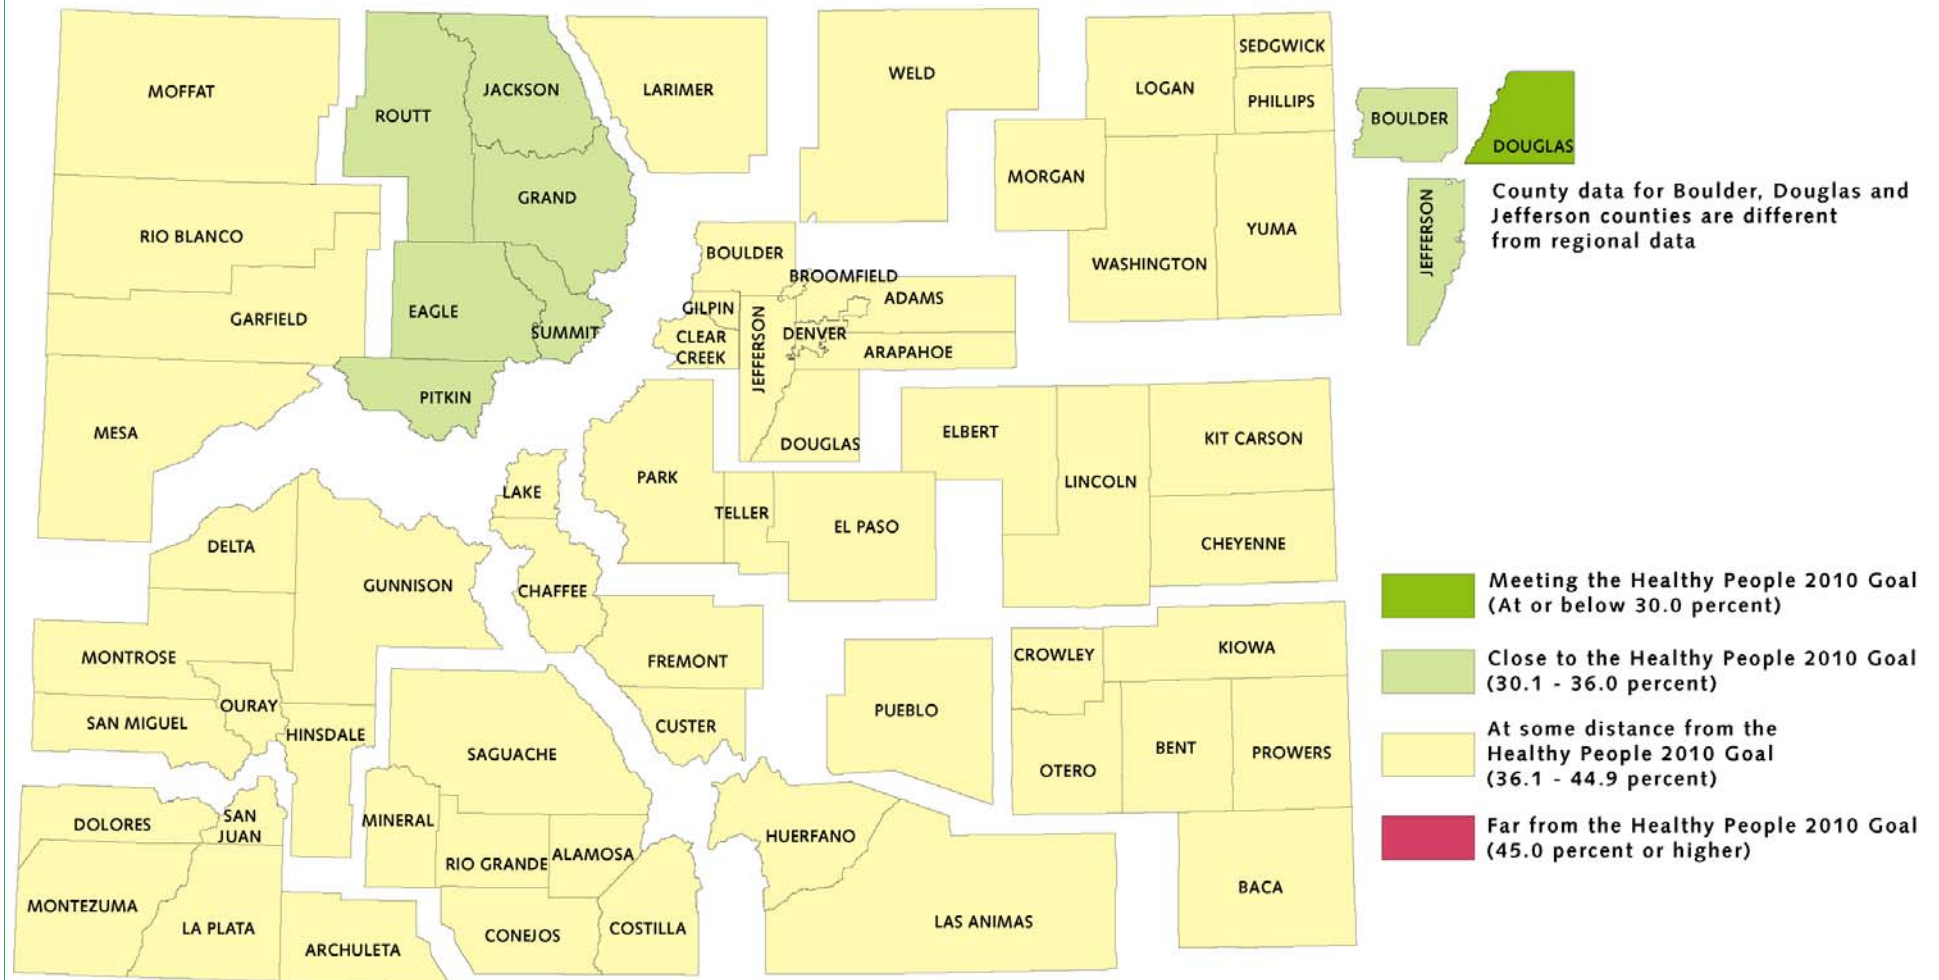 MOFFAT
ROUTT
JACKSON
LARIMER
WELD
LOGAN
SEDGWICK
PHILLIPS
MORGAN
WASHINGTON
YUMA
GRAND
RIO BLANCO
GARFIELD
EAGLE
SUMMIT
PITKIN
MESA
BOULDER
BROOMFIELD
GILPIN
ADAMS
CLEAR
CREEK
JEFFERSON
DENVER
ARAPAHOE
DOUGLAS
ELBERT
LINCOLN
KIT CARSON
CHEYENNE
PARK
TELLER
EL PASO
LAKE
CHAFFEE
DELTA
GUNNISON
MONTROSE
OURAY
SAN MIGUEL
HINSDALE
FREMONT
CUSTER
SAGUACHE
PUEBLO
CROWLEY
KIOWA
OTERO
BENT
PROWERS
DOLORES
SAN
JUAN
MINERAL
RIO GRANDE
ALAMOSA
HUERFANO
MONTEZUMA
LA PLATA
ARCHULETA
CONEJOS
COSTILLA
LAS ANIMAS
BACA
BOULDER
DOUGLAS
JEFFERSON
County data for Boulder, Douglas and
Jefferson counties are different
from regional data
Meeting the Healthy People 2010 Goal
(At or below 30.0 percent)
Close to the Healthy People 2010 Goal
(30.1 - 36.0 percent)
At some distance from the
Healthy People 2010 Goal
(36.1 - 44.9 percent)
Far from the Healthy People 2010 Goal
(45.0 percent or higher)